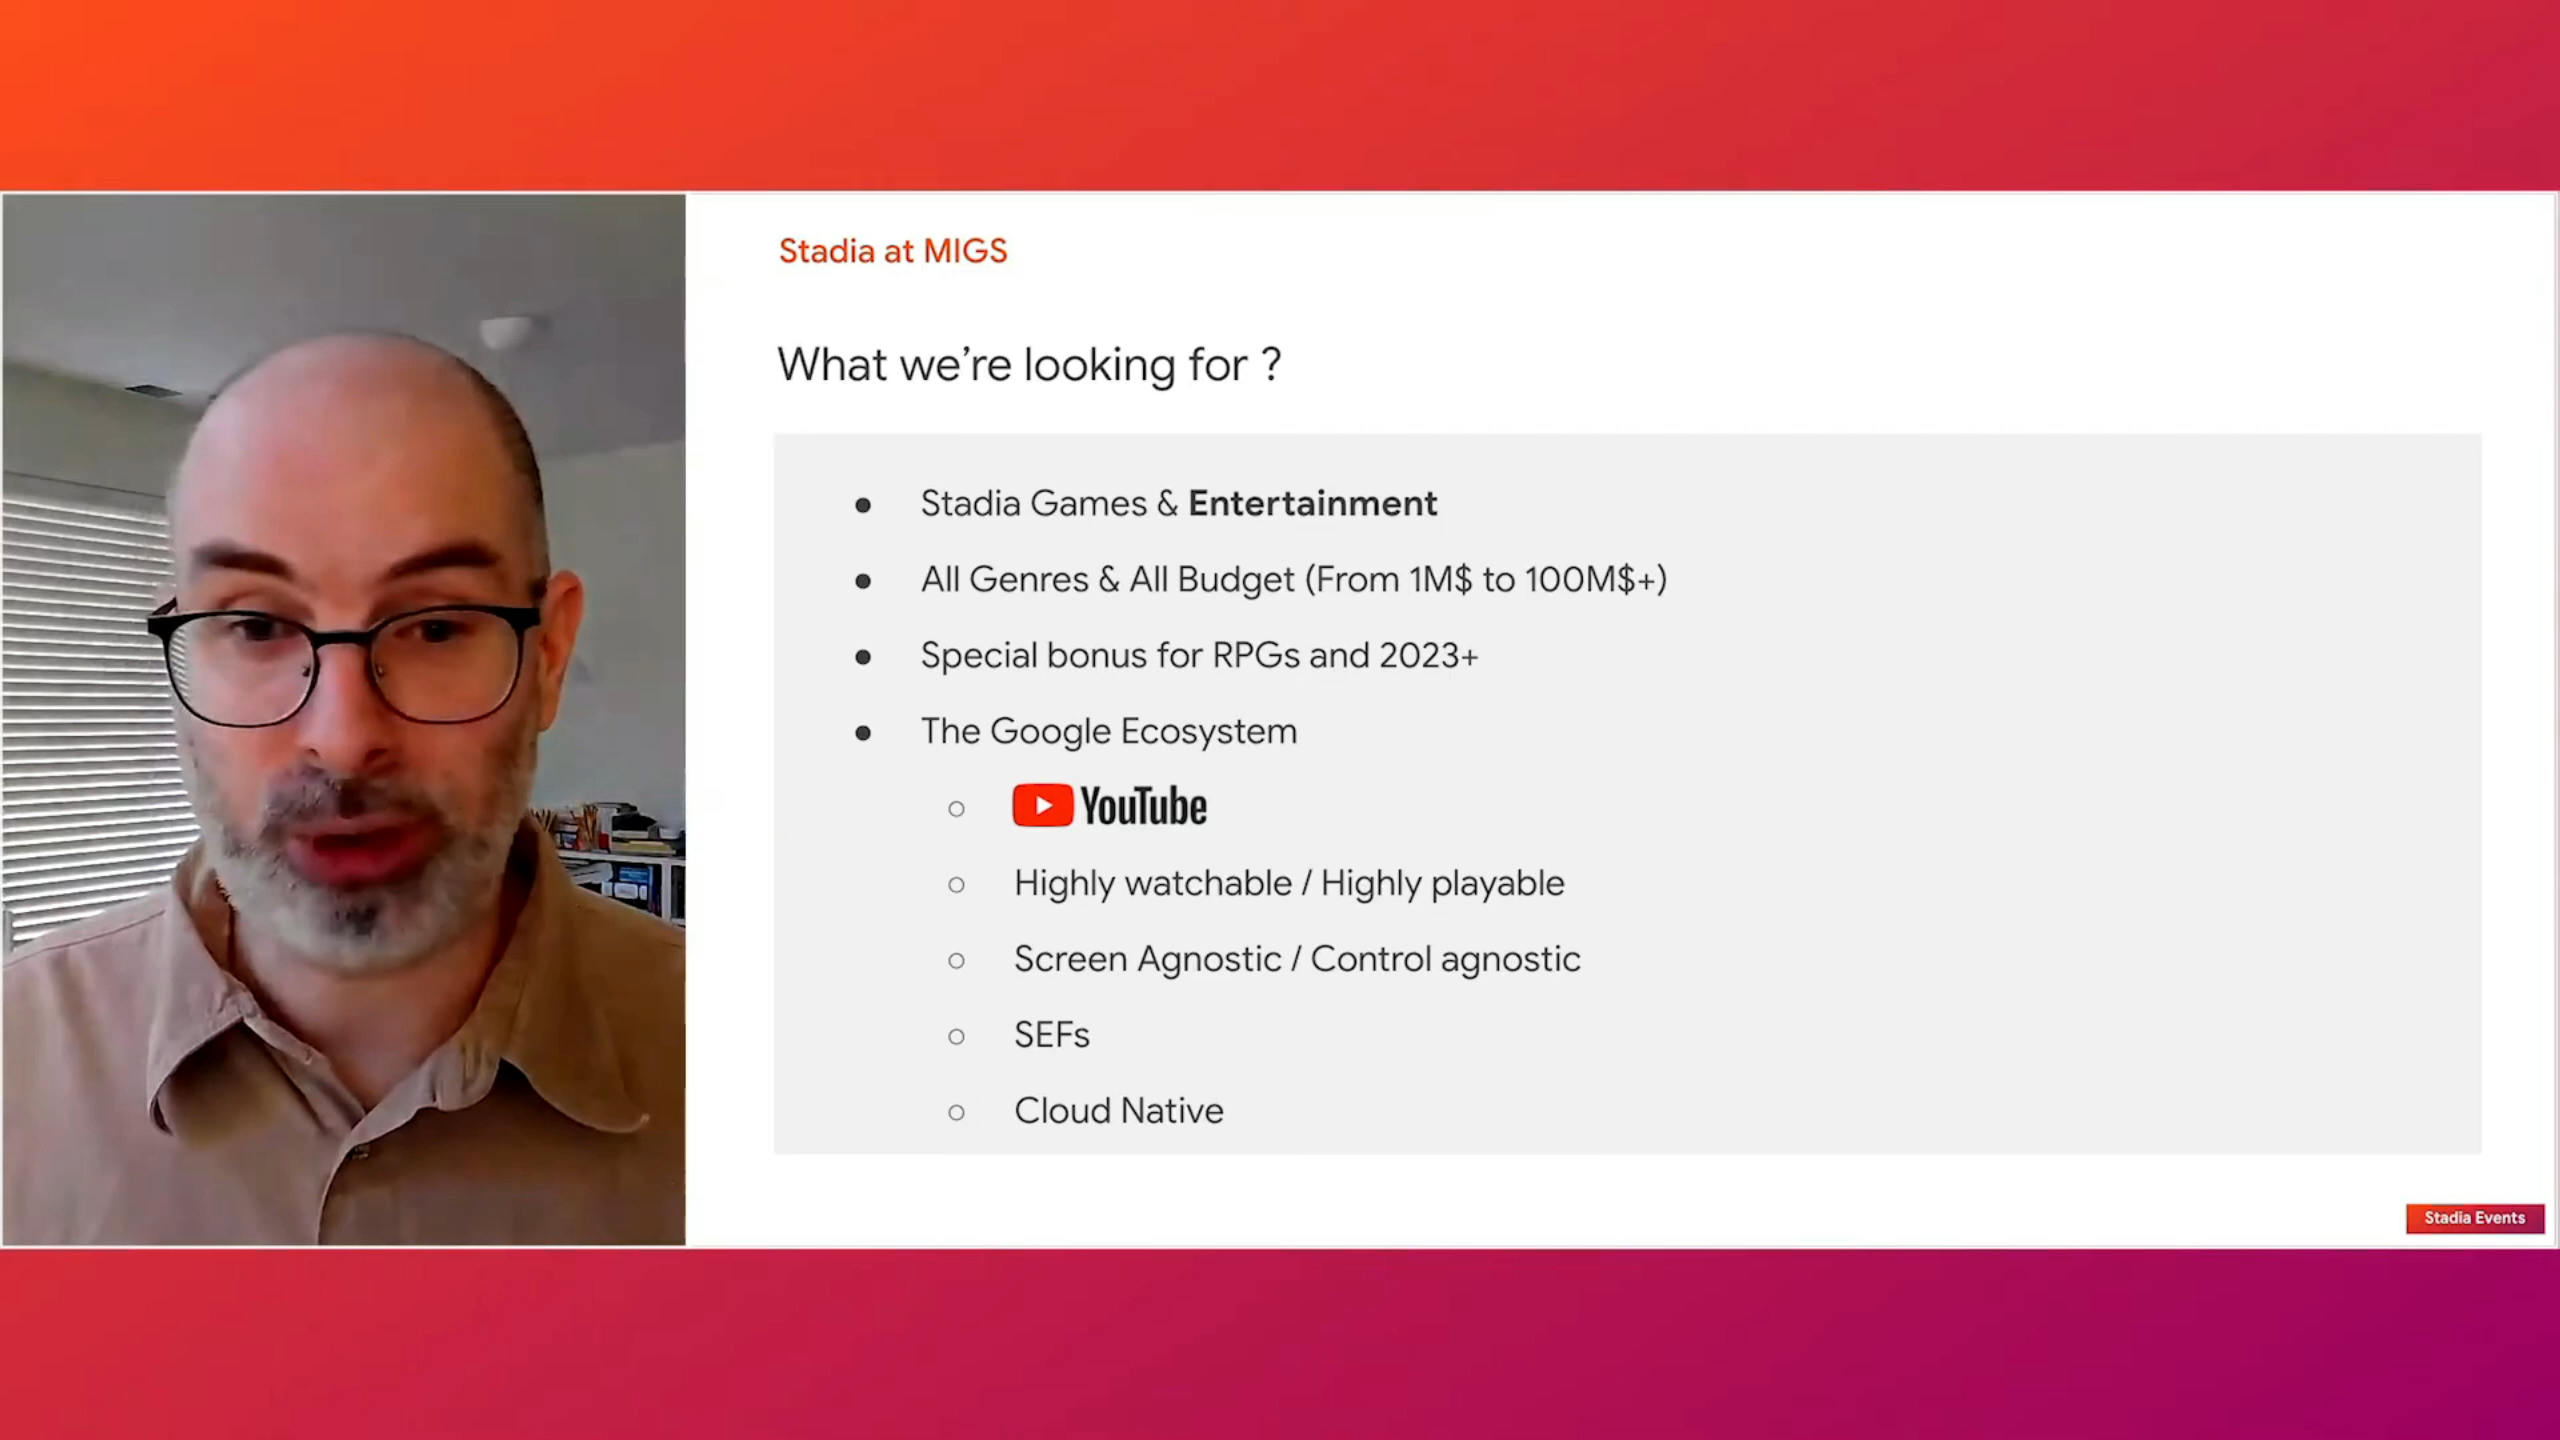 Stadia at MIGS
What we’re looking for ?
● Stadia Games & Entertainment
● All Genres & All Budget (From 1M$ to 100M$+)
● Special bonus for RPGs and 2023+
● The Google Ecosystem
○ YouTube
○ Highly watchable / Highly playable
○ Screen Agnostic / Control agnostic
○ SEFs
○ Cloud Native
Stadia Events